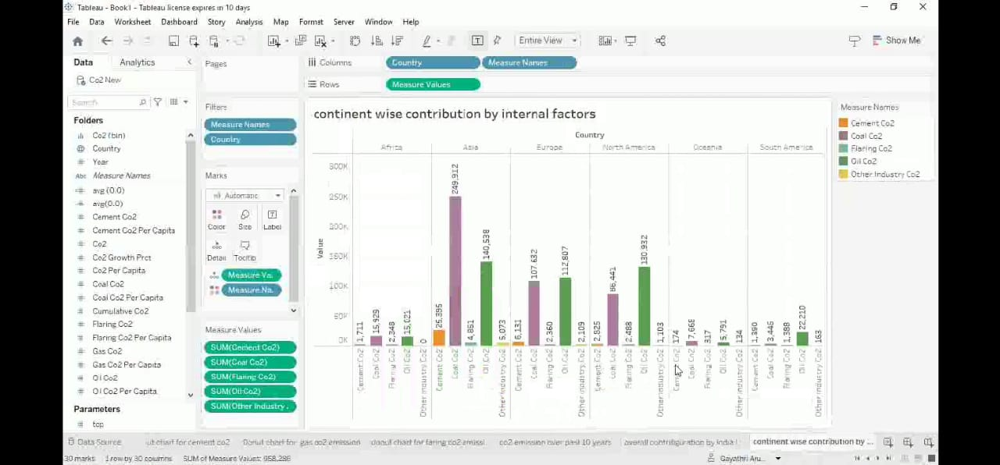 Tableau - Book1 - Tableau license expires in 10 days
File Data Worksheet Dashboard Story Analysis Map Format Server Window Help
Entire View
Show Me
Data Analytics
Co2 New
Search
Folders
Co2 (bin)
Country
Year
Abc Measure Names
avg (0.0)
avg(0.0)
Cement Co2
Cement Co2 Per Capita
Co2
Co2 Growth Prct
Co2 Per Capita
Coal Co2
Coal Co2 Per Capita
Cumulative Co2
Flaring Co2
Flaring Co2 Per Capita
Gas Co2
Gas Co2 Per Capita
Oil Co2
Oil Co2 Per Capita
Parameters
top
Pages
Filters
Measure Names
Country
Marks
Automatic
Color Size Label
Detail Tooltip
Measure Va..
Measure Na..
Measure Values
SUM(Cement Co2)
SUM(Coal Co2)
SUM(Flaring Co2)
SUM(Oil Co2)
SUM(Other Industry .
Columns Country Measure Names
Rows Measure Values
continent wise contribution by internal factors
Country
Africa Asia Europe North America Oceania South America
Value
300K
250K
200K
150K
100K
50K
0K
1,711 15,929 2,348 15,021 0
249,912 4,861 140,538 5,073
6,131 107,632 2,360 112,807 2,109
2,825 86,441 2,488 130,932 1,103
174 7,668 317 5,791 134
1,390 3,446 1,388 22,210 163
Cement Co2 Coal Co2 Flaring Co2 Oil Co2 Other Industry Co2
Cement Co2 Coal Co2 Flaring Co2 Oil Co2 Other Industry Co2
Cement Co2 Coal Co2 Flaring Co2 Oil Co2 Other Industry Co2
Cement Co2 Coal Co2 Flaring Co2 Oil Co2 Other Industry Co2
Cement Co2 Coal Co2 Flaring Co2 Oil Co2 Other Industry Co2
Cement Co2 Coal Co2 Flaring Co2 Oil Co2 Other Industry Co2
Measure Names
Cement Co2
Coal Co2
Flaring Co2
Oil Co2
Other Industry Co2
Data Source ut chart for cement co2 Donut chart for gas co2 emission donut chart for faring co2 emissi co2 emission over past 10 years overall contrifiguration by India ! continent wise contribution by ...
30 marks 1 row by 30 columns SUM of Measure Values: 958,286 Gayathri Aru...